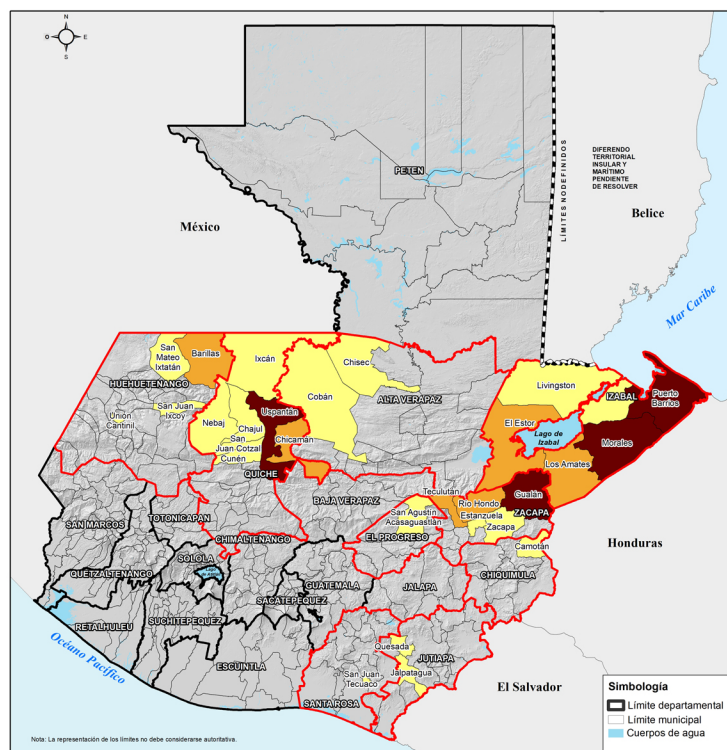 N
O
E
S
LÍMITES NO DEFINIDOS
DIFERENDO
TERRITORIAL
INSULAR Y
MARÍTIMO
PENDIENTE
DE RESOLVER
PETEN
México
Belice
Mar Caribe
San
Mateo
Ixtatán
Barillas
Ixcán
Chisec
HUEHUETENANGO
Cobán
ALTA VERAPAZ
Livingston
IZABAL
Puerto
Barrios
San Juan
Ixcoy
Unión
Cantinil
Nebaj
Uspantán
Chajul
San
Juan Cotzal
Cunén
Chicamán
QUICHE
El Estor
Lago de
Izabal
Morales
Los Amates
BAJA VERAPAZ
Teculután
Gualán
ZACAPA
Río Hondo
Estanzuela
Zacapa
San Agustín
Acasaguastlán
EL PROGRESO
Camotán
Honduras
SAN MARCOS
TOTONICAPAN
CHIMALTENANGO
SOLOLA
QUETZALTENANGO
GUATEMALA
JALAPA
CHIQUIMULA
SACATEPEQUEZ
RETALHULEU
SUCHITEPEQUEZ
ESCUINTLA
Quesada
JUTIAPA
Jalpatagua
San Juan
Tecuaco
SANTA ROSA
El Salvador
Océano Pacífico
Simbología
Límite departamental
Límite municipal
Cuerpos de agua
Nota: La representación de los límites no debe considerarse autoritativa.